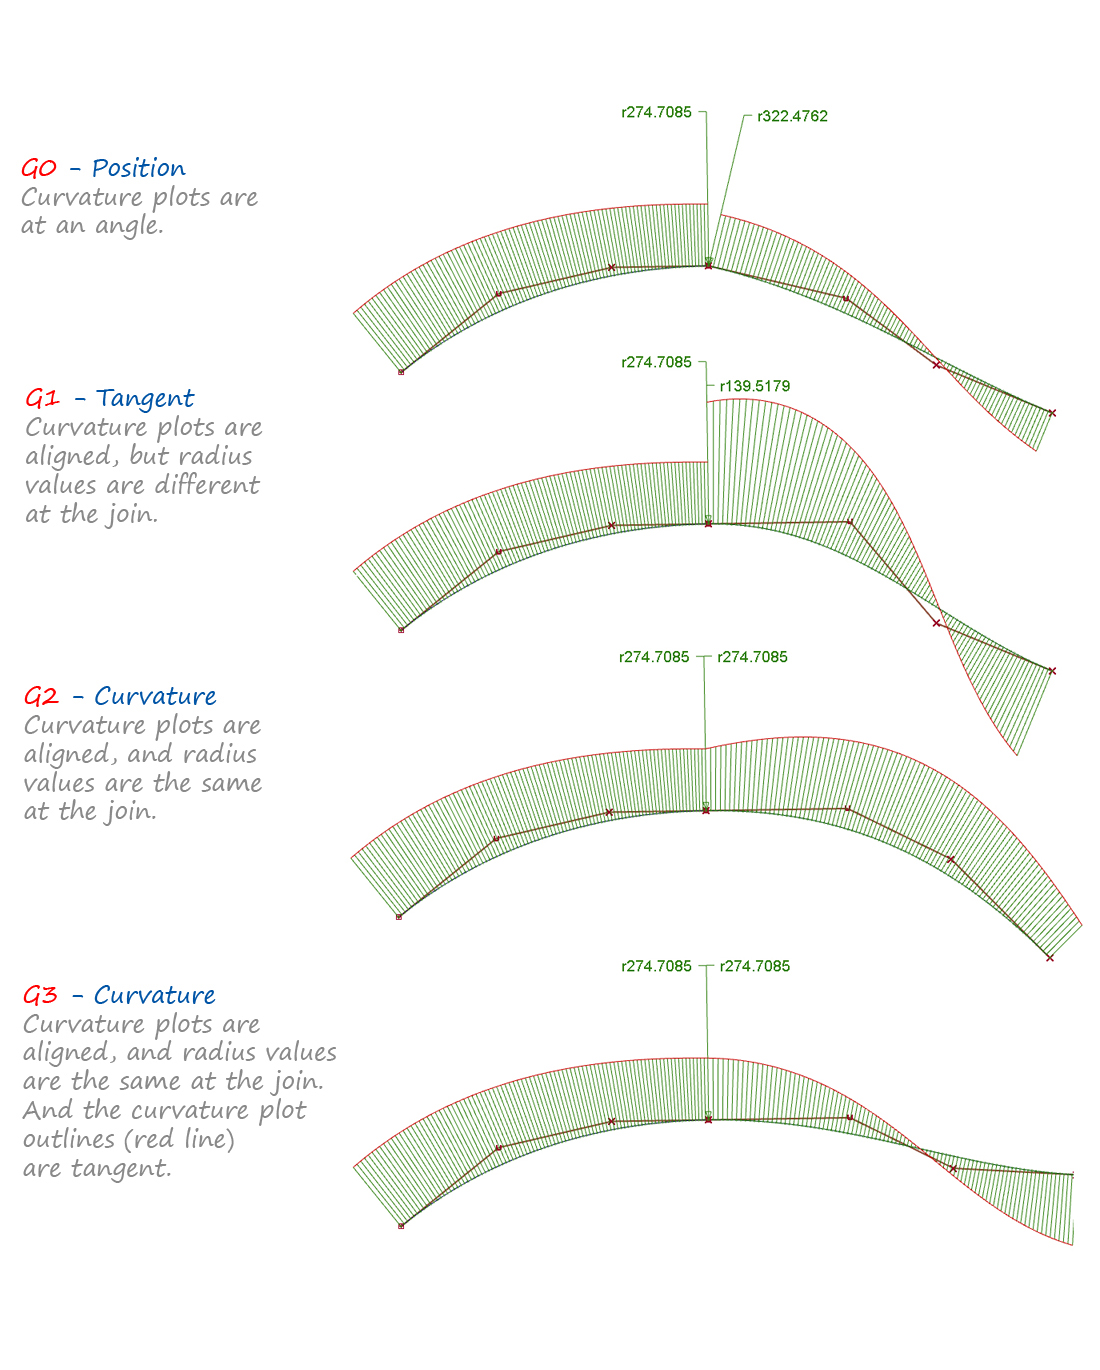 r274.7085 r322.4762
G0 - Position
Curvature plots are
at an angle.
r274.7085
r139.5179
G1 - Tangent
Curvature plots are
aligned, but radius
values are different
at the join.
r274.7085 r274.7085
G2 - Curvature
Curvature plots are
aligned, and radius
values are the same
at the join.
r274.7085 r274.7085
G3 - Curvature
Curvature plots are
aligned, and radius values
are the same at the join.
And the curvature plot
outlines (red line)
are tangent.